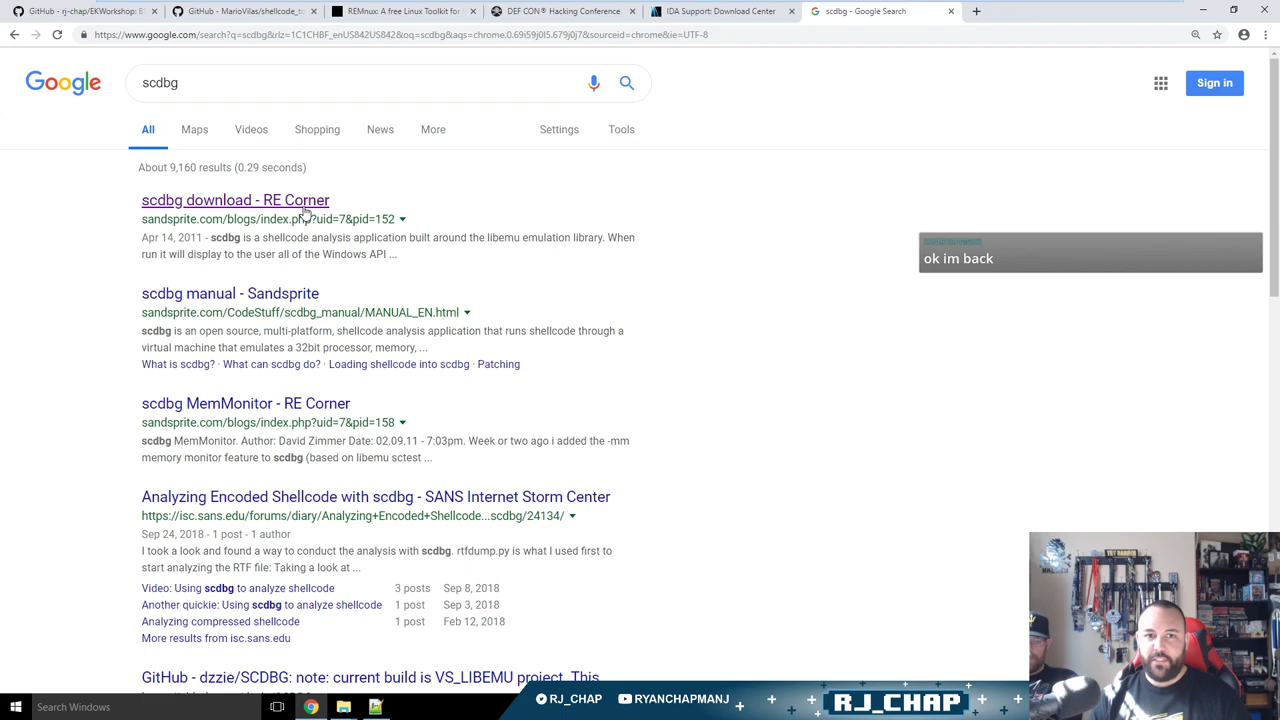 GitHub - rj-chap/EKWorkshop: B
GitHub - MarioVilas/shellcode_to
REMnux: A free Linux Toolkit for
DEF CON® Hacking Conference
IDA Support: Download Center
scdbg - Google Search
https://www.google.com/search?q=scdbg&rlz=1C1CHBF_enUS842US842&oq=scdbg&aqs=chrome.0.69i59j0l5.679j0j7&sourceid=chrome&ie=UTF-8
Google
scdbg
Sign in
All Maps Videos Shopping News More Settings Tools
About 9,160 results (0.29 seconds)
scdbg download - RE Corner
sandsprite.com/blogs/index.php?uid=7&pid=152
Apr 14, 2011 - scdbg is a shellcode analysis application built around the libemu emulation library. When
run it will display to the user all of the Windows API ...
ok im back
scdbg manual - Sandsprite
sandsprite.com/CodeStuff/scdbg_manual/MANUAL_EN.html
scdbg is an open source, multi-platform, shellcode analysis application that runs shellcode through a
virtual machine that emulates a 32bit processor, memory, ...
What is scdbg? · What can scdbg do? · Loading shellcode into scdbg · Patching
scdbg MemMonitor - RE Corner
sandsprite.com/blogs/index.php?uid=7&pid=158
scdbg MemMonitor. Author: David Zimmer Date: 02.09.11 - 7:03pm. Week or two ago i added the -mm
memory monitor feature to scdbg (based on libemu sctest ...
Analyzing Encoded Shellcode with scdbg - SANS Internet Storm Center
https://isc.sans.edu/forums/diary/Analyzing+Encoded+Shellcode...scdbg/24134/
Sep 24, 2018 - 1 post - 1 author
I took a look and found a way to conduct the analysis with scdbg. rtfdump.py is what I used first to
start analyzing the RTF file: Taking a look at ...
Video: Using scdbg to analyze shellcode 3 posts Sep 8, 2018
Another quickie: Using scdbg to analyze shellcode 1 post Sep 3, 2018
Analyzing compressed shellcode 1 post Feb 12, 2018
More results from isc.sans.edu
GitHub - dzzie/SCDBG: note: current build is VS_LIBEMU project. This
TRY HARDER
Search Windows
RJ_CHAP
RYANCHAPMANJ
RJ_CHAP